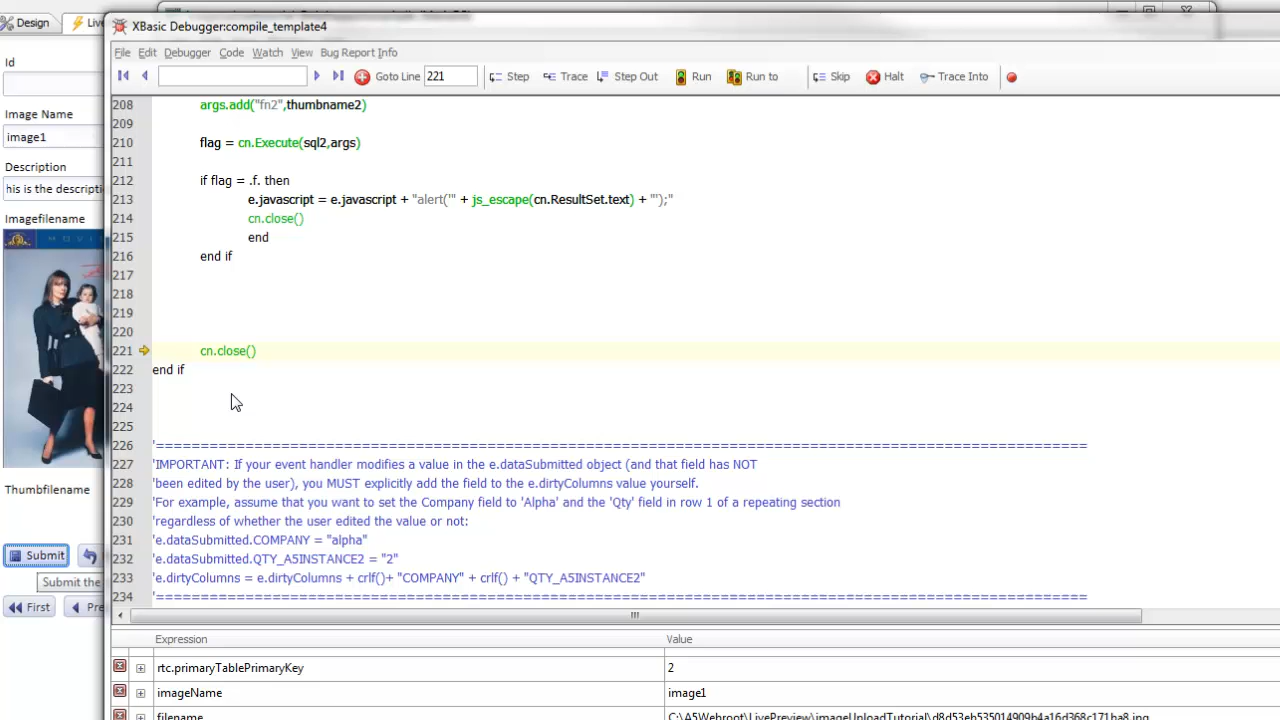 Design
Live
Id
Image Name
image1
Description
his is the descripti
Imagefilename
Thumbfilename
Submit
Submit the
First
Pre
XBasic Debugger:compile_template4
File Edit Debugger Code Watch View Bug Report Info
Goto Line 221 Step Trace Step Out Run Run to Skip Halt Trace Into
208 args.add("fn2",thumbname2)
209
210 flag = cn.Execute(sql2,args)
211
212 if flag = .f. then
213 e.javascript = e.javascript + "alert('" + js_escape(cn.ResultSet.text) + "');"
214 cn.close()
215 end
216 end if
217
218
219
220
221 cn.close()
222 end if
223
224
225
226 '==================================================================================================
227 'IMPORTANT: If your event handler modifies a value in the e.dataSubmitted object (and that field has NOT
228 'been edited by the user), you MUST explicitly add the field to the e.dirtyColumns value yourself.
229 'For example, assume that you want to set the Company field to 'Alpha' and the 'Qty' field in row 1 of a repeating section
230 'regardless of whether the user edited the value or not:
231 'e.dataSubmitted.COMPANY = "alpha"
232 'e.dataSubmitted.QTY_A5INSTANCE2 = "2"
233 'e.dirtyColumns = e.dirtyColumns + crlf()+ "COMPANY" + crlf() + "QTY_A5INSTANCE2"
234 '==================================================================================================
Expression Value
rtc.primaryTablePrimaryKey 2
imageName image1
filename C:\A5Webroot\LivePreview\imageUploadTutorial\d8d53eb535014909b4a16d368c171ba8.jpg